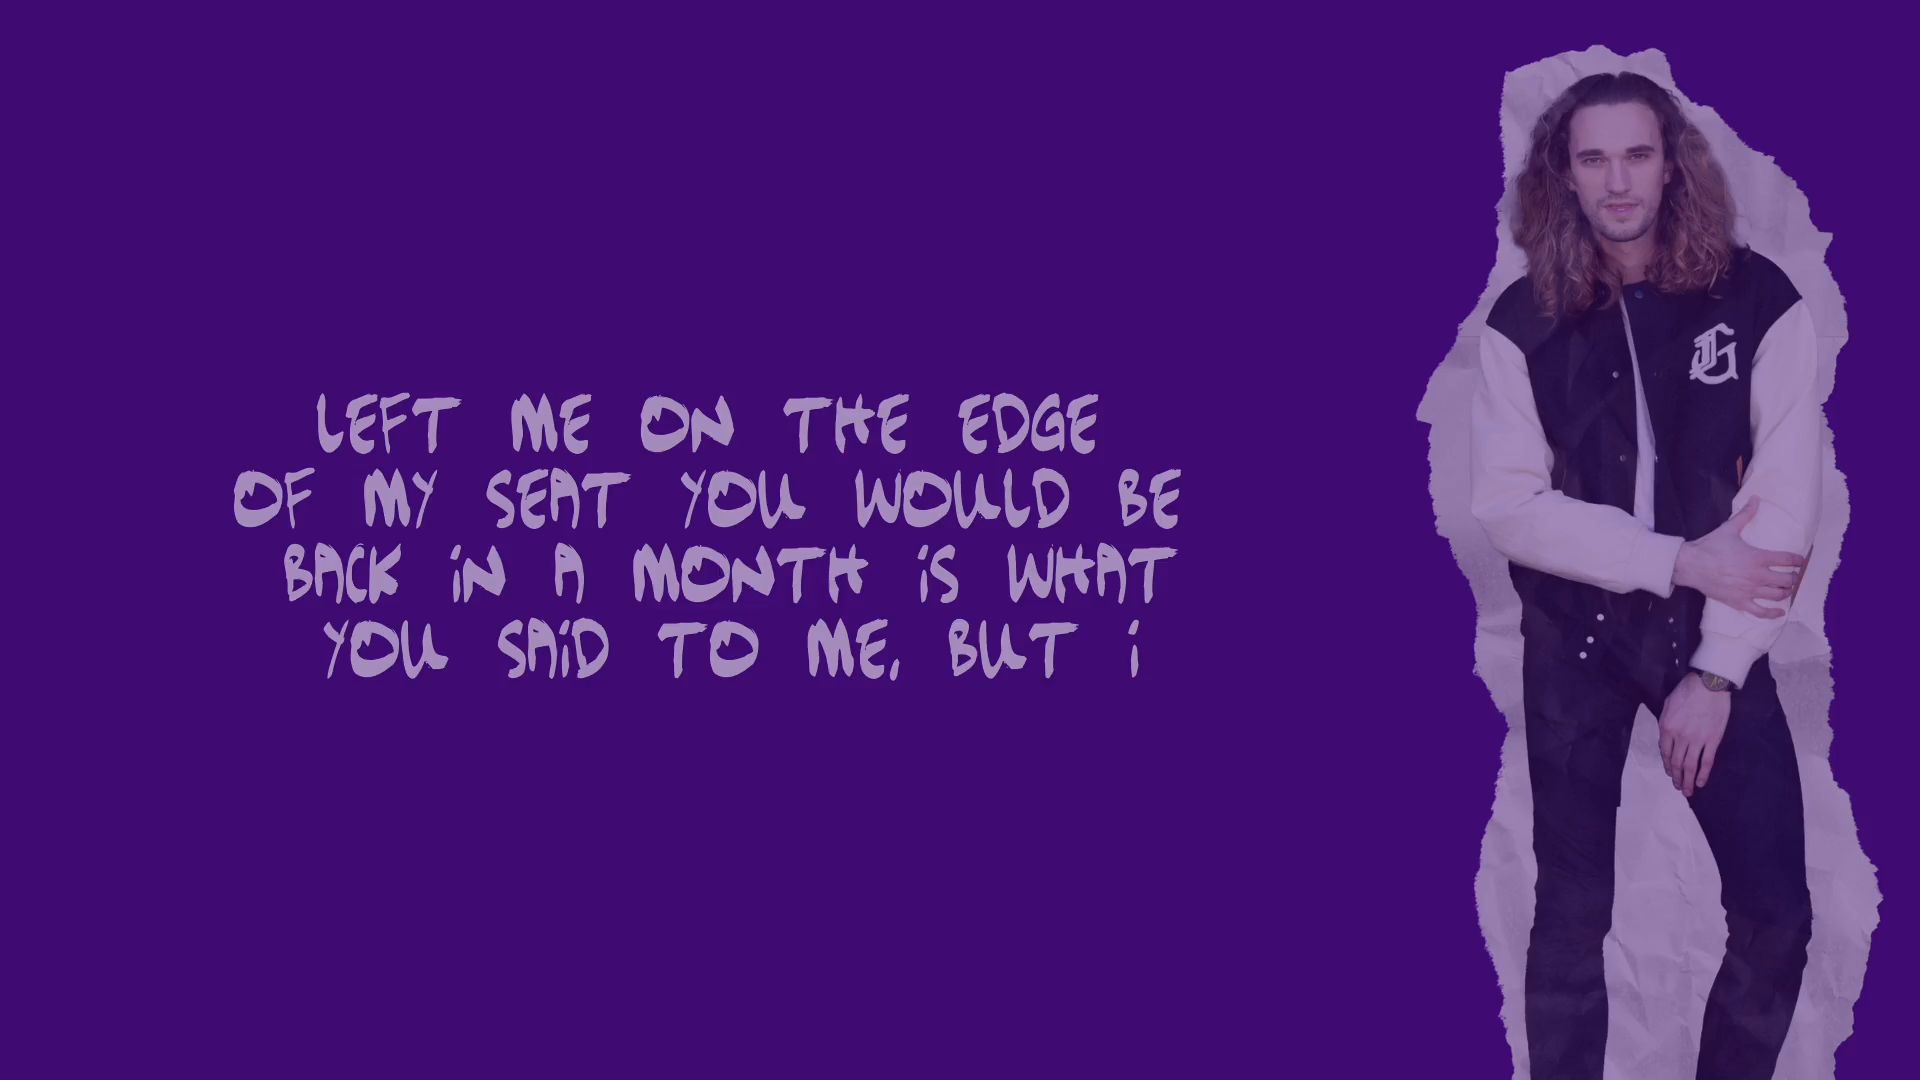 LEFT ME ON THE EDGE
OF MY SEAT YOU WOULD BE
BACK iN A MONTH iS WHAT
YOU SAiD TO ME, BUT i